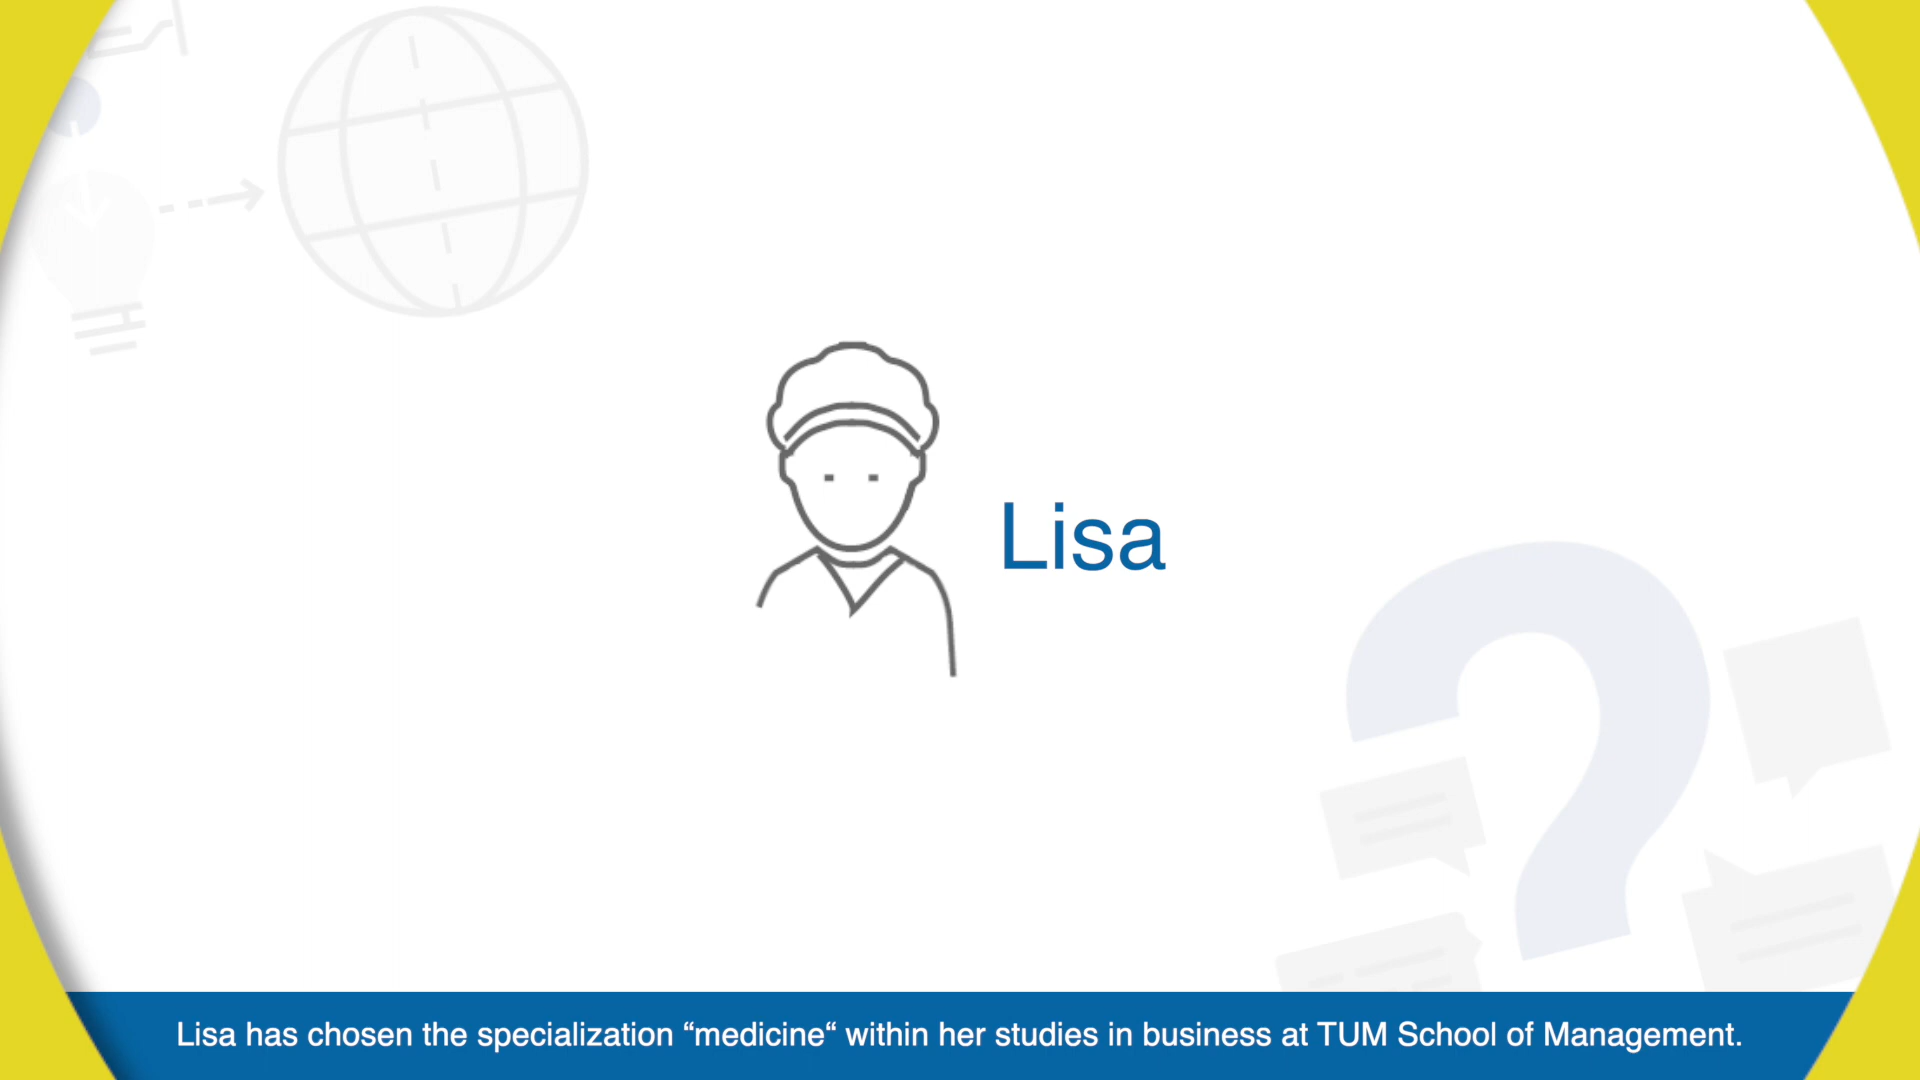 Lisa
Lisa has chosen the specialization “medicine“ within her studies in business at TUM School of Management.